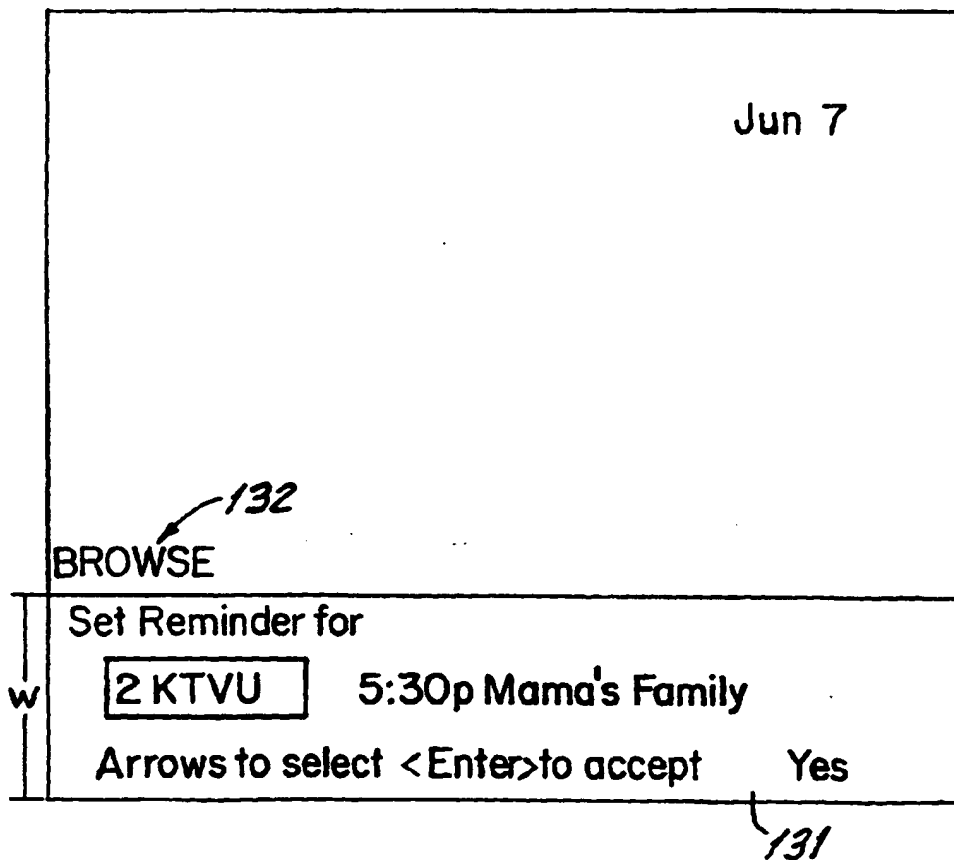 Jun 7
132
BROWSE
Set Reminder for
W
2 KTVU 5:30p Mama's Family
Arrows to select <Enter>to accept Yes
131